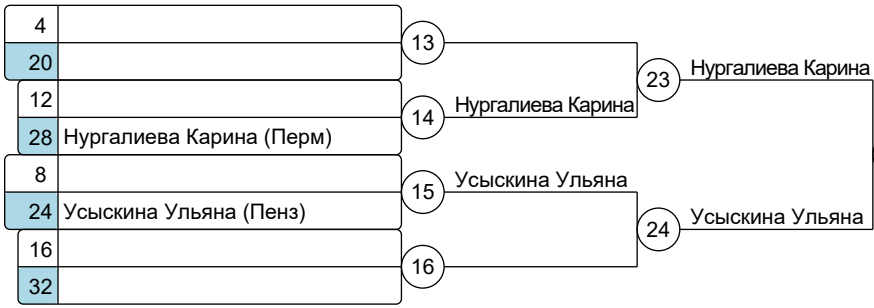 4
13
20
23 Нургалиева Карина
12
14 Нургалиева Карина
28 Нургалиева Карина (Перм)
8
15 Усыскина Ульяна
24 Усыскина Ульяна (Пенз)
24 Усыскина Ульяна
16
16
32